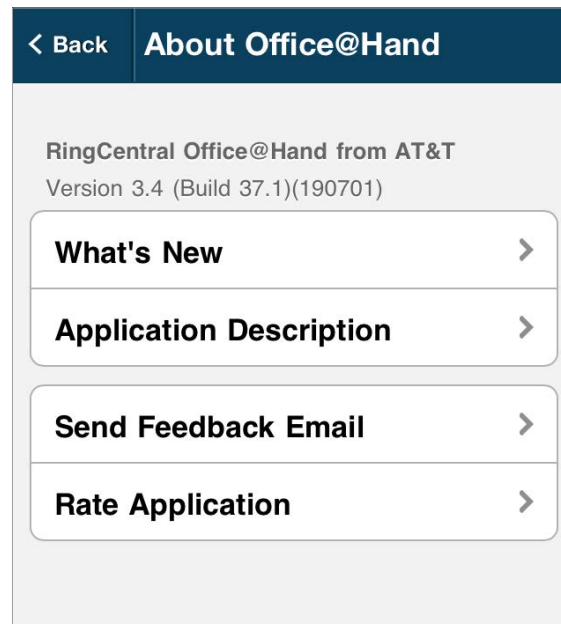 Back About Office@Hand
RingCentral Office@Hand from AT&T
Version 3.4 (Build 37.1)(190701)
What's New
Application Description
Send Feedback Email
Rate Application